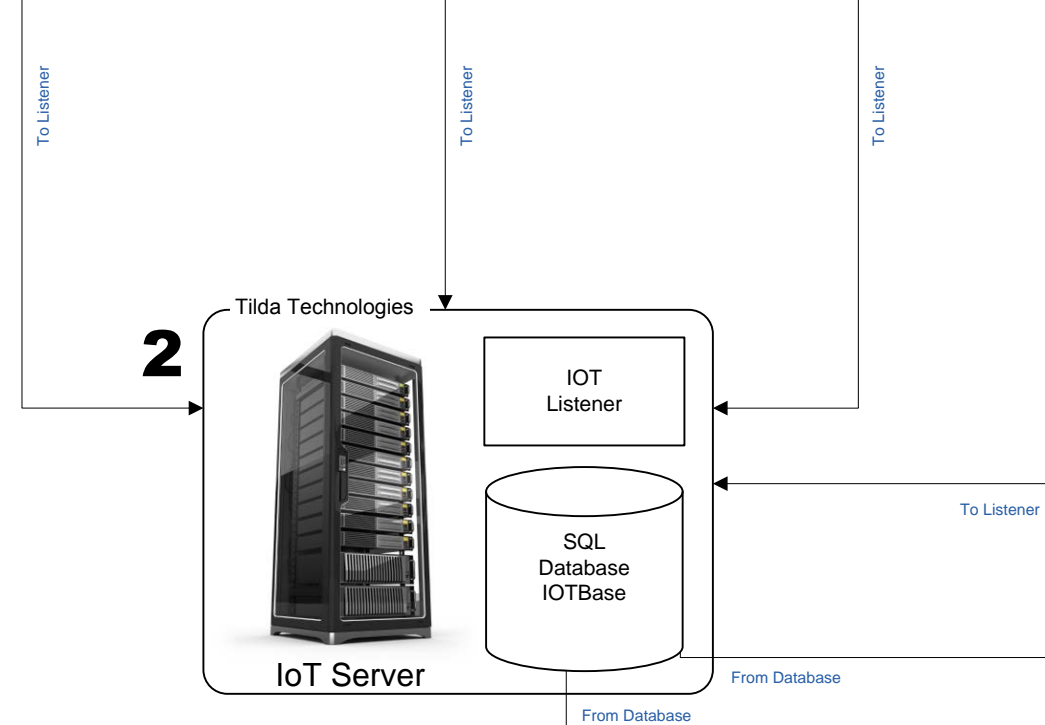 To Listener
To Listener
To Listener
Tilda Technologies
2
IOT
Listener
To Listener
SQL
Database
IOTBase
IoT Server
From Database
From Database